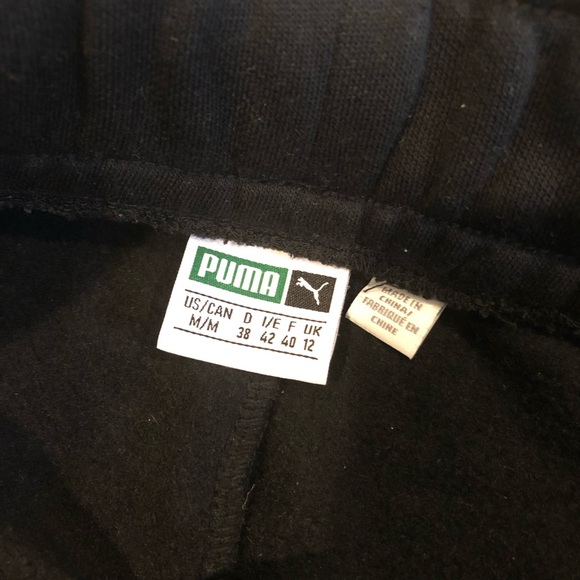 PUMA
US/CAN D I/E F UK
M/M 38 42 40 12
MADE IN
CHINA/
FABRIQUÉ EN
CHINE